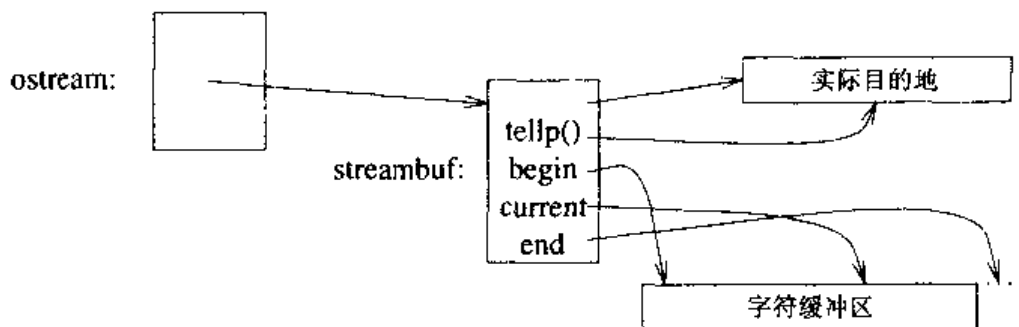 ostream:
实际目的地
tellp()
streambuf:
begin
current
end
字符缓冲区